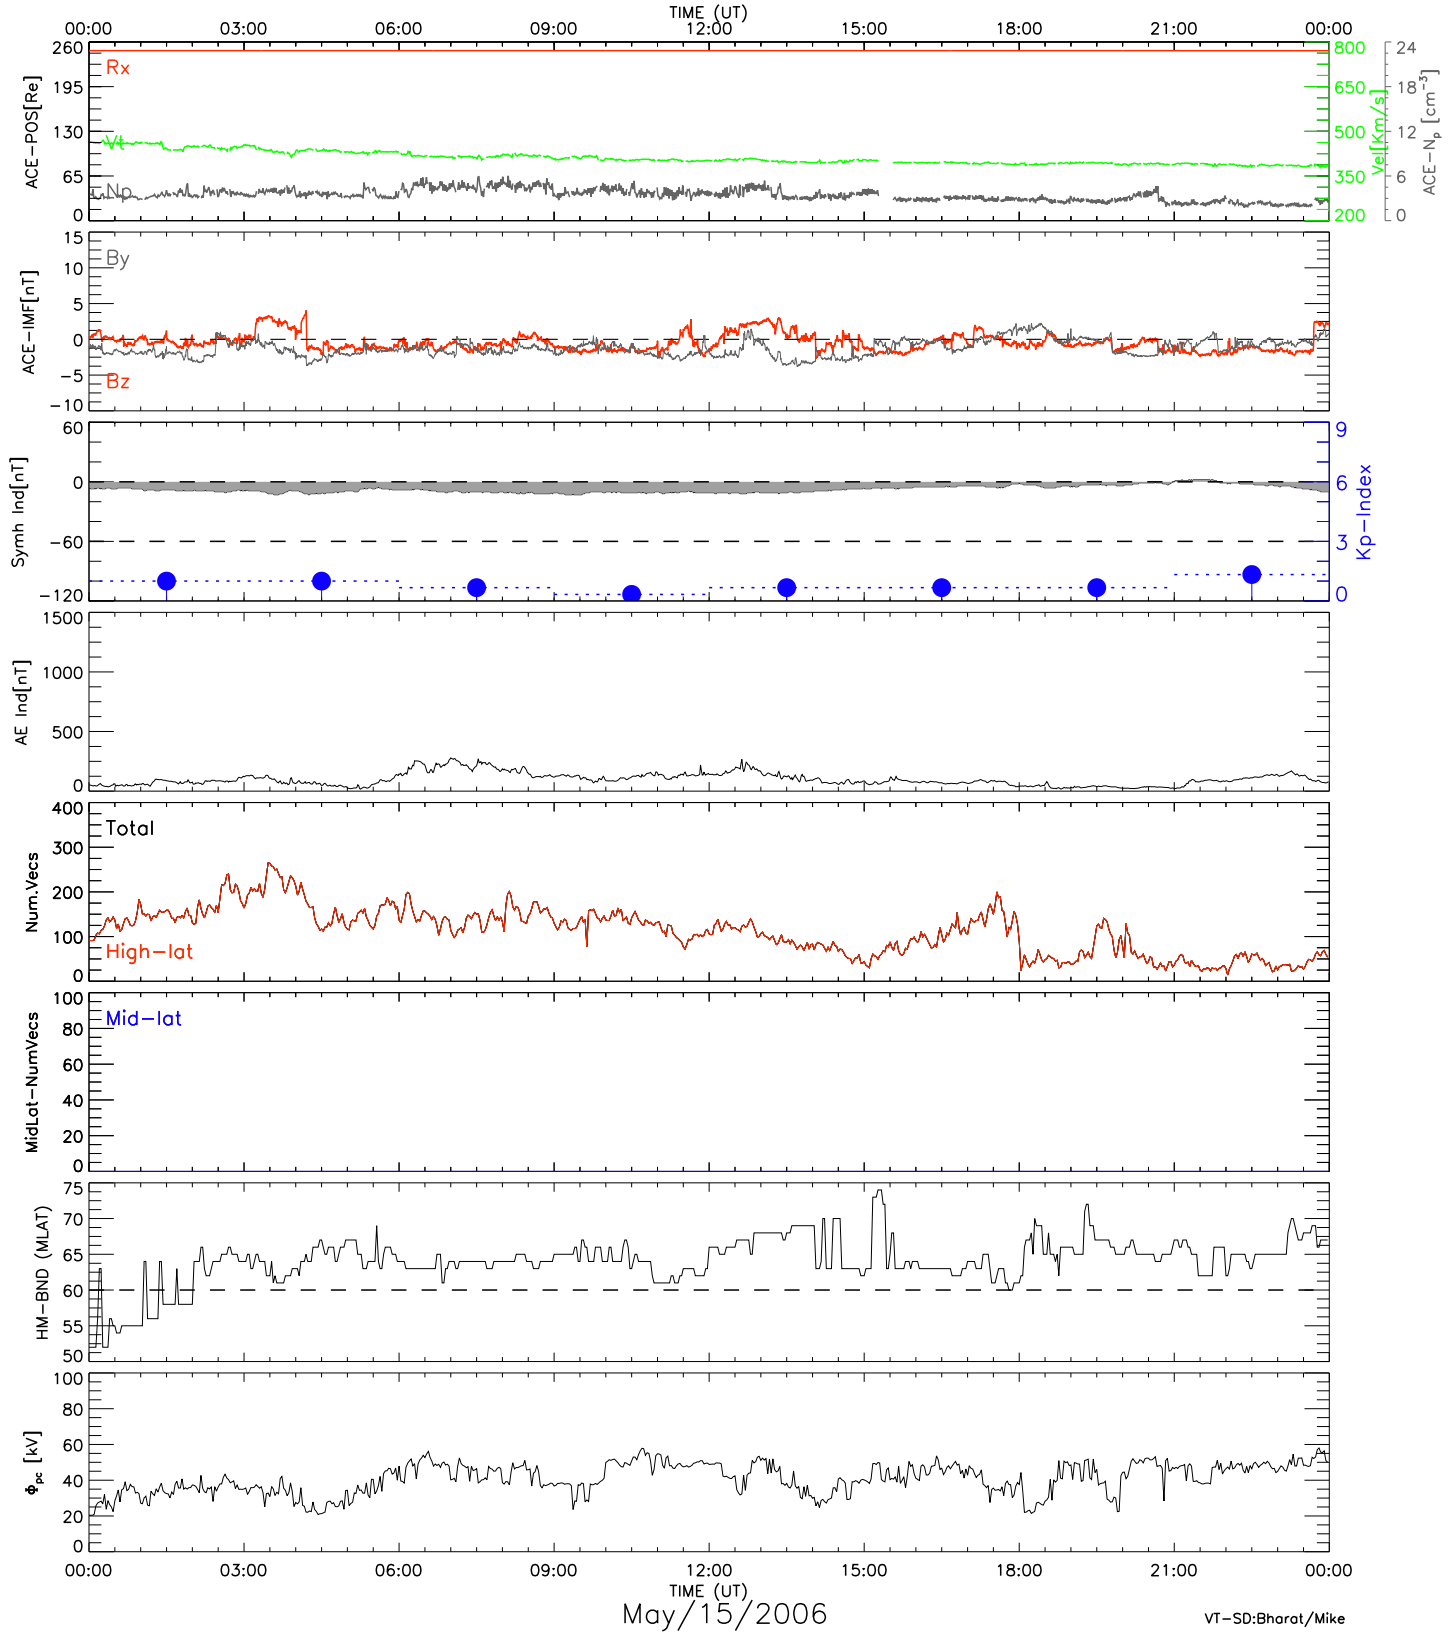 TIME (UT)
00:00 03:00 06:00 09:00 12:00 15:00 18:00 21:00 00:00
260 195 130 65 0
ACE-POS[Re]
Rx
Vt
Np
800 650 500 350 200
Vel[Km/s]
24 18 12 6 0
ACE-Np [cm-3]
15 10 5 0 -5 -10
ACE-IMF[nT]
By
Bz
60 0 -60 -120
Symh Ind[nT]
9 6 3 0
Kp-Index
1500 1000 500 0
AE Ind[nT]
400 300 200 100 0
Num.Vecs
Total
High-lat
100 80 60 40 20 0
MidLat-NumVecs
Mid-lat
75 70 65 60 55 50
HM-BND (MLAT)
100 80 60 40 20 0
Φpc [kV]
00:00 03:00 06:00 09:00 12:00 15:00 18:00 21:00 00:00
TIME (UT)
May/15/2006
VT-SD:Bharat/Mike